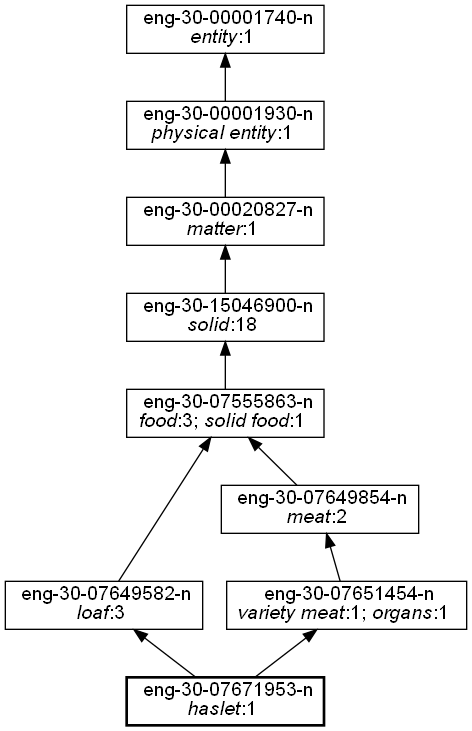 eng-30-00001740-n
entity:1
eng-30-00001930-n
physical entity:1
eng-30-00020827-n
matter:1
eng-30-15046900-n
solid:18
eng-30-07555863-n
food:3; solid food:1
eng-30-07649854-n
meat:2
eng-30-07649582-n
loaf:3
eng-30-07651454-n
variety meat:1; organs:1
eng-30-07671953-n
haslet:1